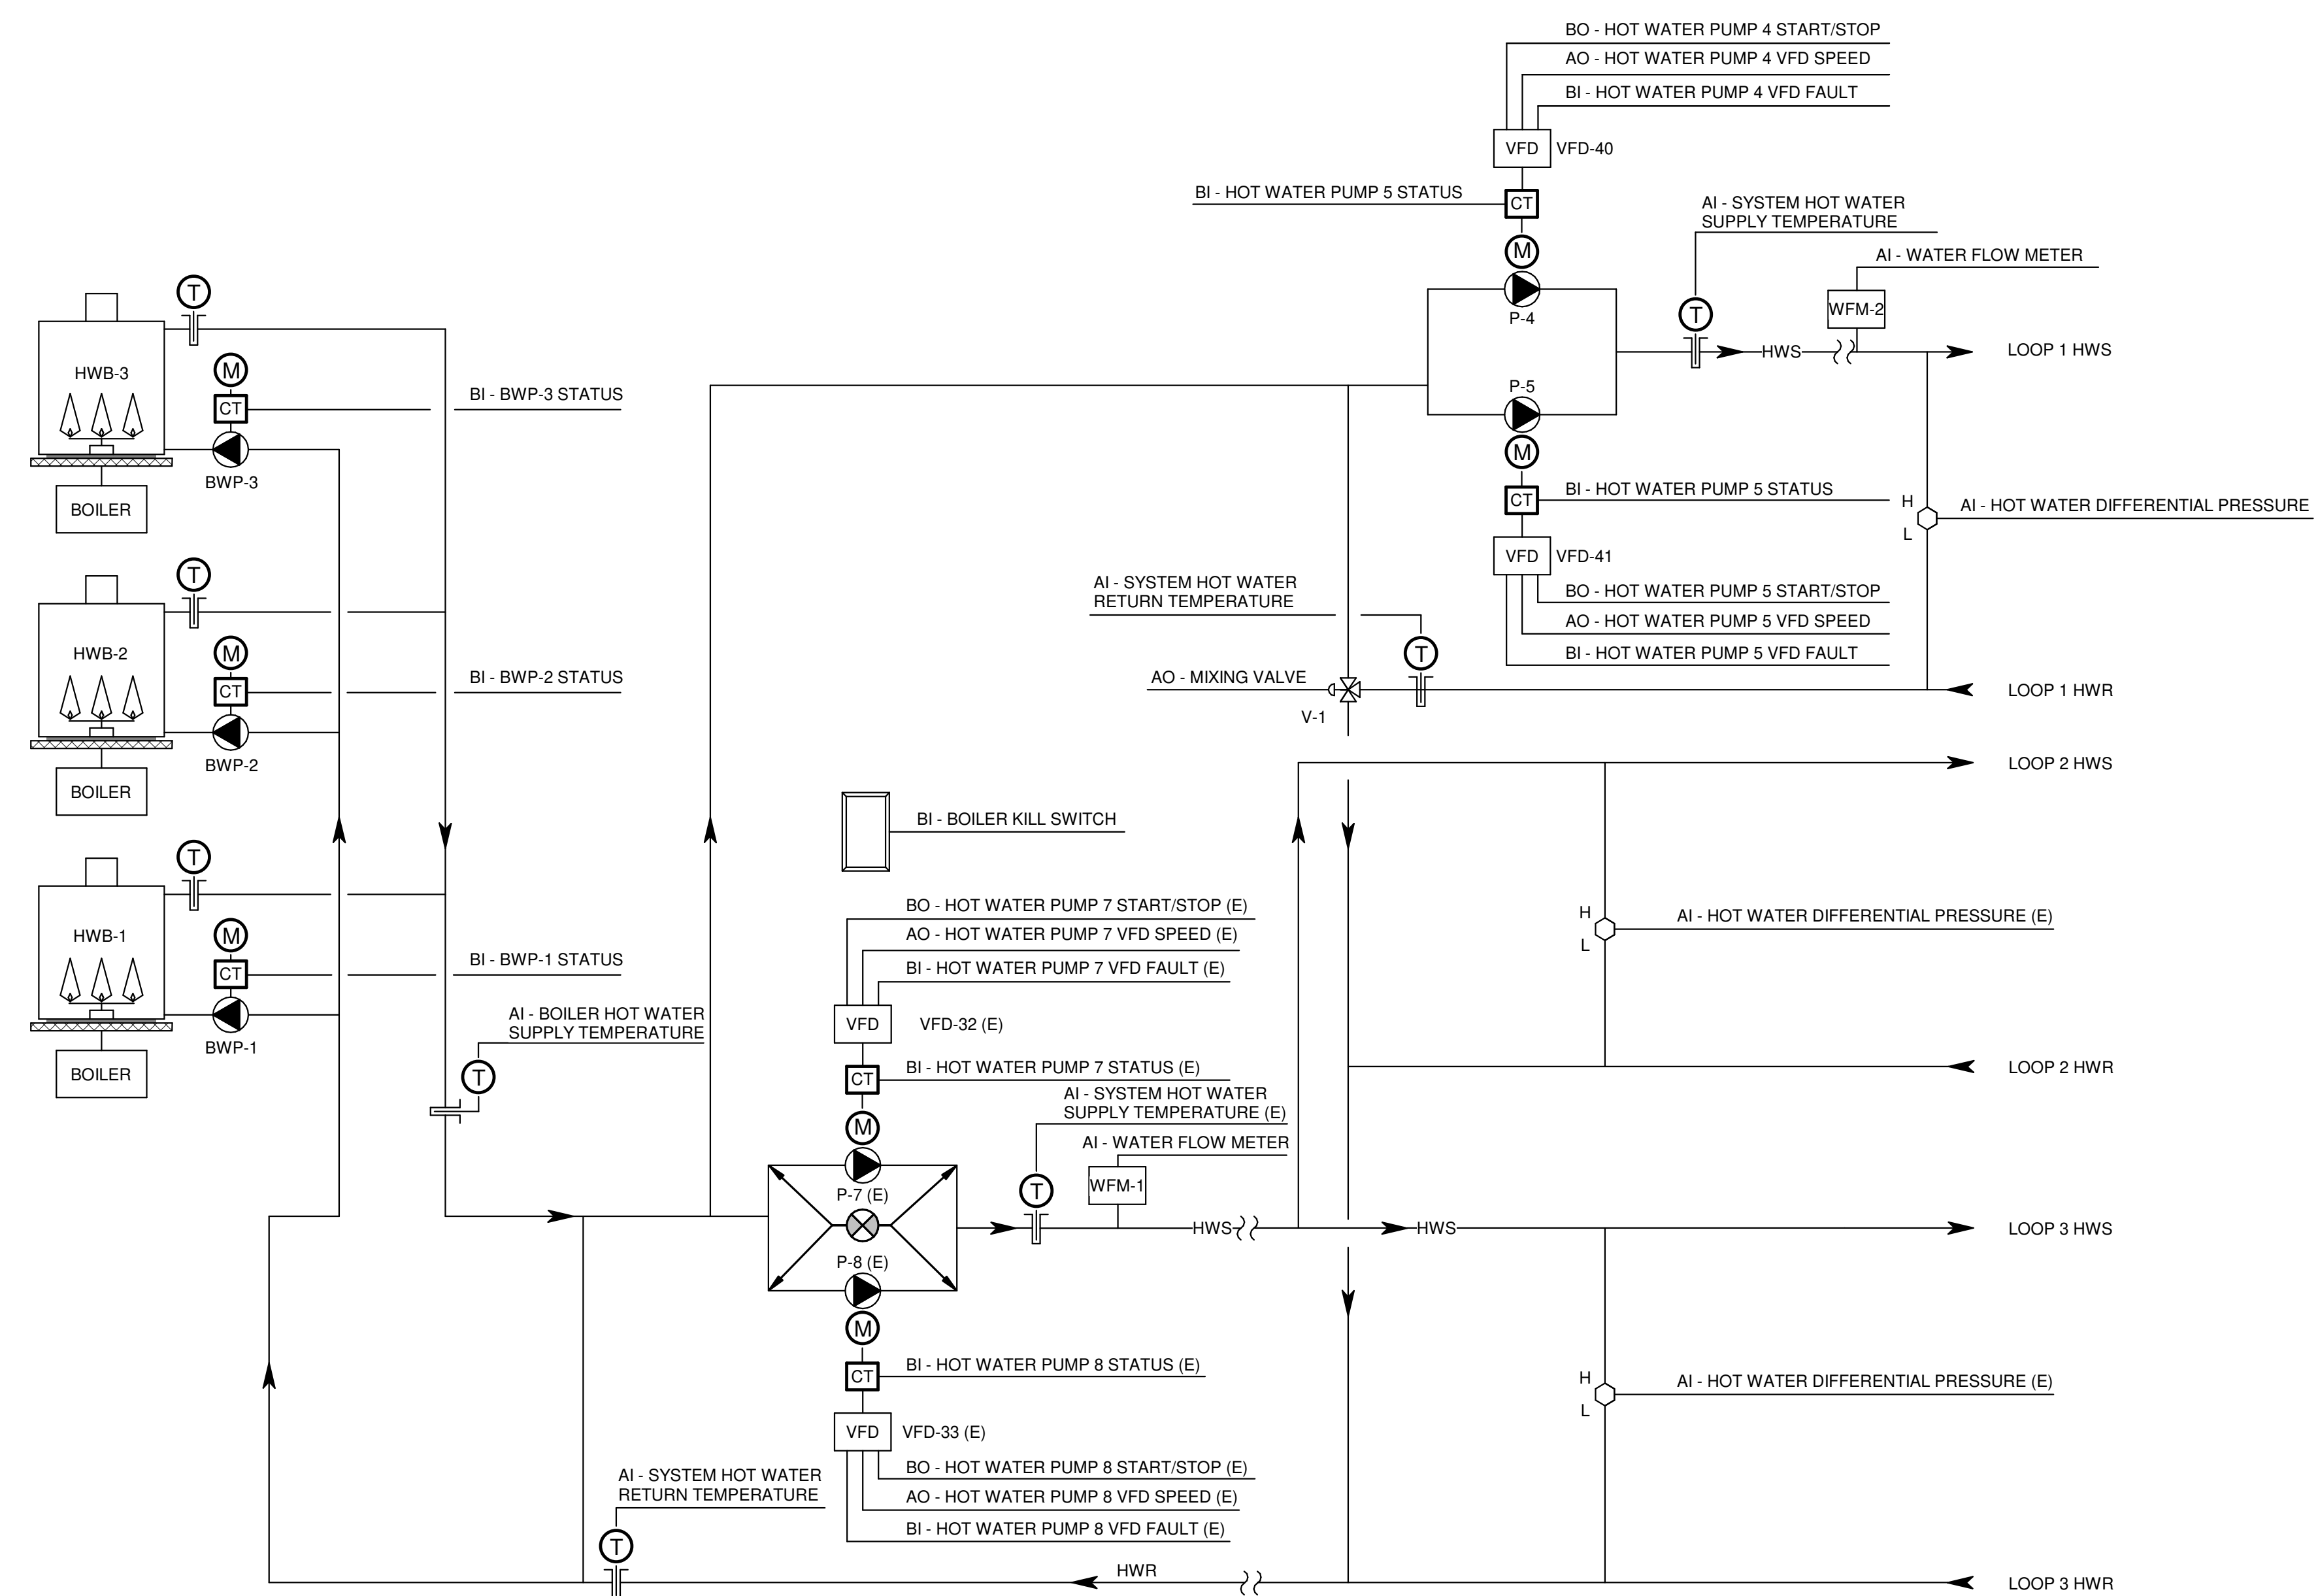 BO - HOT WATER PUMP 4 START/STOP
AO - HOT WATER PUMP 4 VFD SPEED
BI - HOT WATER PUMP 4 VFD FAULT
VFD
VFD-40
BI - HOT WATER PUMP 5 STATUS
CT
M
P-4
AI - SYSTEM HOT WATER
SUPPLY TEMPERATURE
AI - WATER FLOW METER
T
WFM-2
HWS
LOOP 1 HWS
P-5
M
CT
BI - HOT WATER PUMP 5 STATUS
VFD
VFD-41
BO - HOT WATER PUMP 5 START/STOP
AO - HOT WATER PUMP 5 VFD SPEED
BI - HOT WATER PUMP 5 VFD FAULT
H
L
AI - HOT WATER DIFFERENTIAL PRESSURE
AI - SYSTEM HOT WATER
RETURN TEMPERATURE
T
AO - MIXING VALVE
V-1
LOOP 1 HWR
T
HWB-3
M
CT
BI - BWP-3 STATUS
BWP-3
BOILER
T
HWB-2
M
CT
BI - BWP-2 STATUS
BWP-2
BOILER
T
HWB-1
M
CT
BI - BWP-1 STATUS
BWP-1
BOILER
AI - BOILER HOT WATER
SUPPLY TEMPERATURE
T
LOOP 2 HWS
BI - BOILER KILL SWITCH
BO - HOT WATER PUMP 7 START/STOP (E)
AO - HOT WATER PUMP 7 VFD SPEED (E)
BI - HOT WATER PUMP 7 VFD FAULT (E)
VFD
VFD-32 (E)
CT
BI - HOT WATER PUMP 7 STATUS (E)
M
P-7 (E)
AI - SYSTEM HOT WATER
SUPPLY TEMPERATURE (E)
AI - WATER FLOW METER
T
WFM-1
HWS
HWS
LOOP 3 HWS
H
L
AI - HOT WATER DIFFERENTIAL PRESSURE (E)
LOOP 2 HWR
P-8 (E)
M
CT
BI - HOT WATER PUMP 8 STATUS (E)
VFD
VFD-33 (E)
BO - HOT WATER PUMP 8 START/STOP (E)
AO - HOT WATER PUMP 8 VFD SPEED (E)
BI - HOT WATER PUMP 8 VFD FAULT (E)
H
L
AI - HOT WATER DIFFERENTIAL PRESSURE (E)
AI - SYSTEM HOT WATER
RETURN TEMPERATURE
T
HWR
LOOP 3 HWR